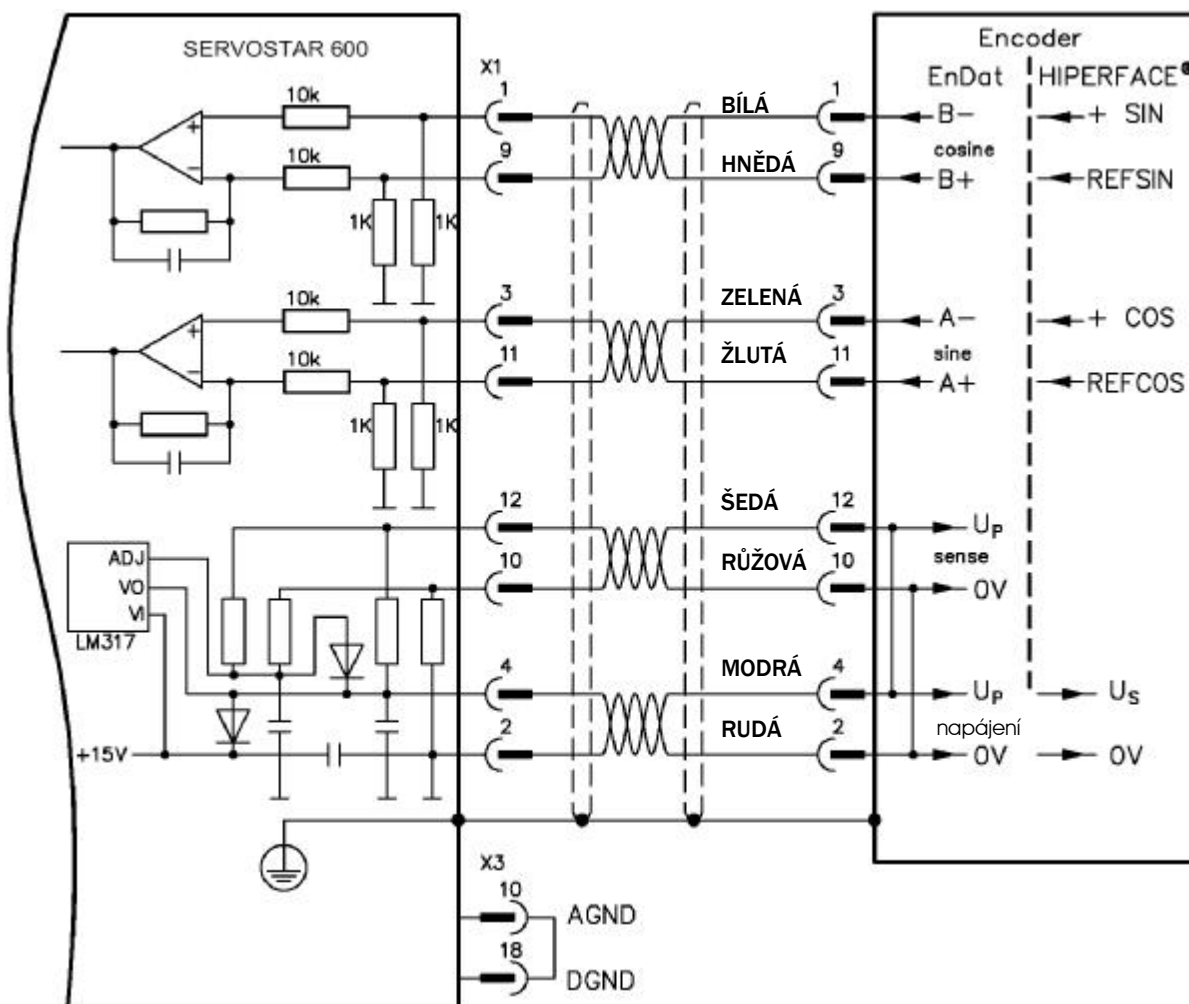 SERVOSTAR 600
X1
Encoder
EnDat
HIPERFACE®
10k
1
BÍLÁ
1
B-
+ SIN
cosine
+
-
10k
9
HNĚDÁ
9
B+
REFSIN
1K
1K
10k
3
ZELENÁ
3
A-
+ COS
sine
+
-
10k
11
ŽLUTÁ
11
A+
REFCOS
1K
1K
12
ŠEDÁ
12
UP
sense
ADJ
VO
VI
LM317
10
RŮŽOVÁ
10
0V
4
MODRÁ
4
UP
US
napájení
+15V
2
RUDÁ
2
0V
0V
X3
10
AGND
18
DGND